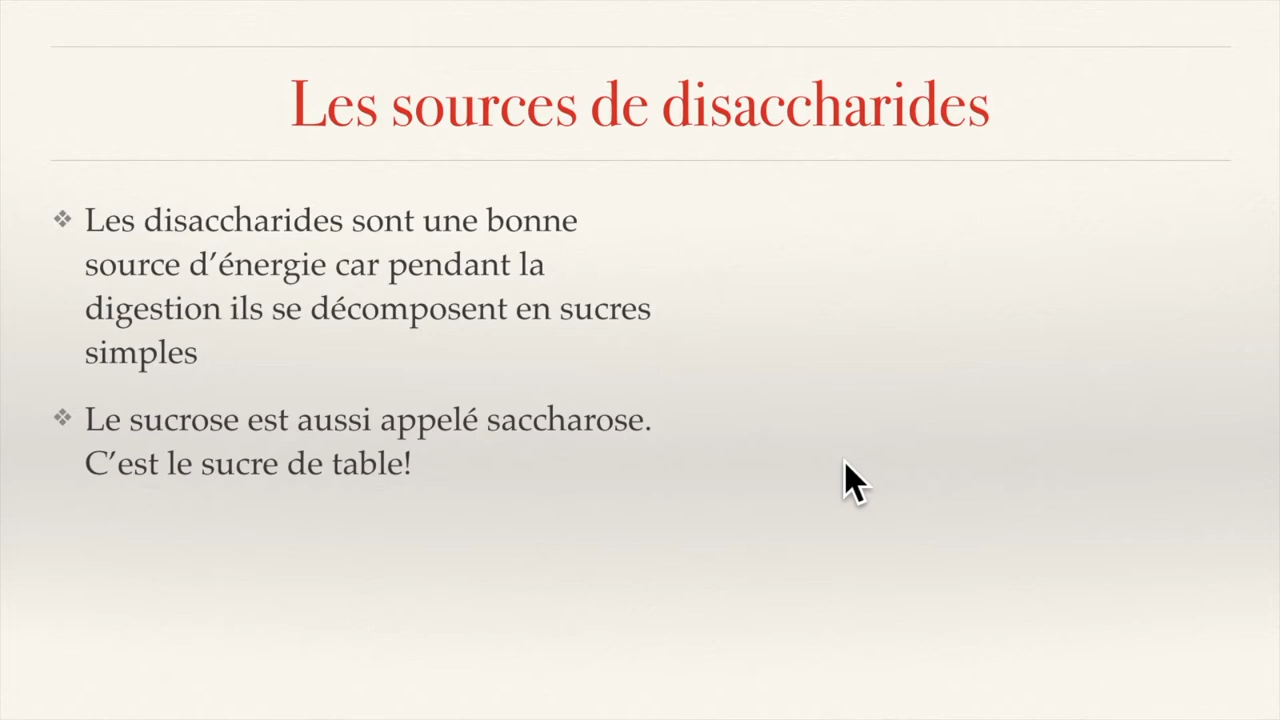 Les sources de disaccharides
❖ Les disaccharides sont une bonne
source d’énergie car pendant la
digestion ils se décomposent en sucres
simples
❖ Le sucrose est aussi appelé saccharose.
C’est le sucre de table!